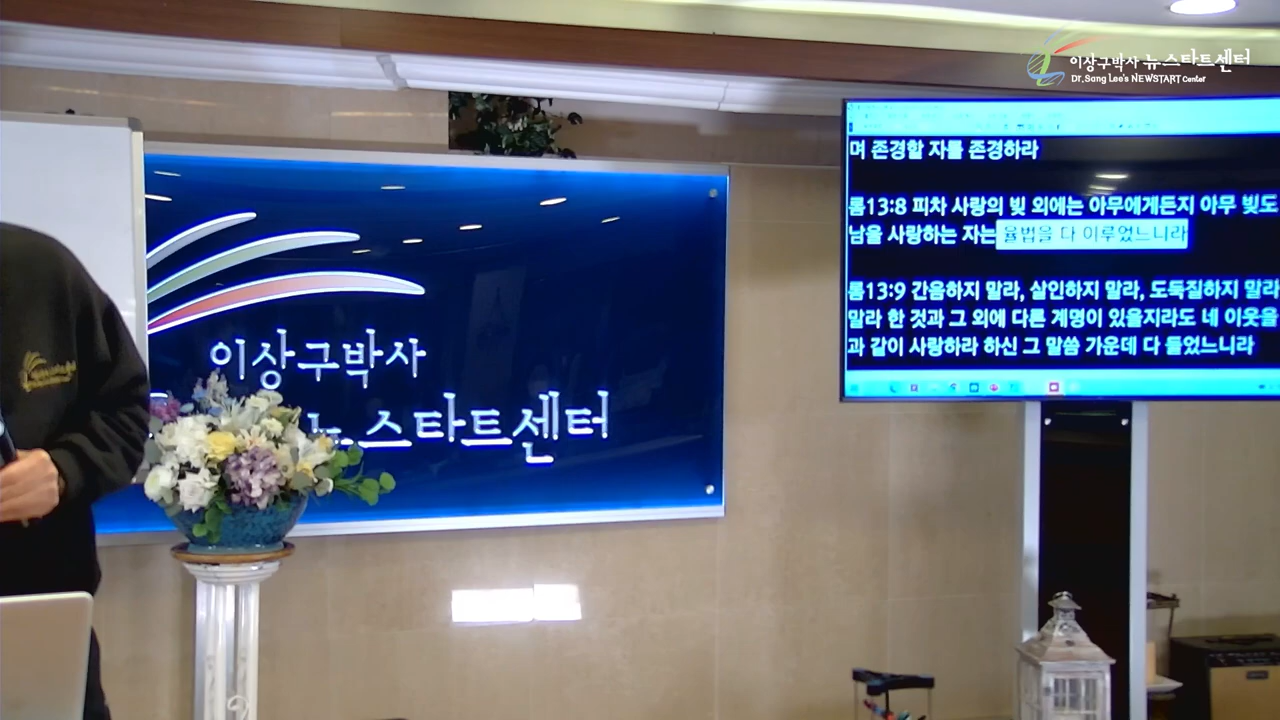 이상구박사 뉴스타트센터
Dr. Sang Lee's NEWSTART Center
며 존경할 자를 존경하라
롬13:8 피차 사랑의 빚 외에는 아무에게든지 아무 빚도
남을 사랑하는 자는 율법을 다 이루었느니라
롬13:9 간음하지 말라, 살인하지 말라, 도둑질하지 말라
말라 한 것과 그 외에 다른 계명이 있을지라도 네 이웃을
과 같이 사랑하라 하신 그 말씀 가운데 다 들었느니라
이상구박사
뉴스타트센터